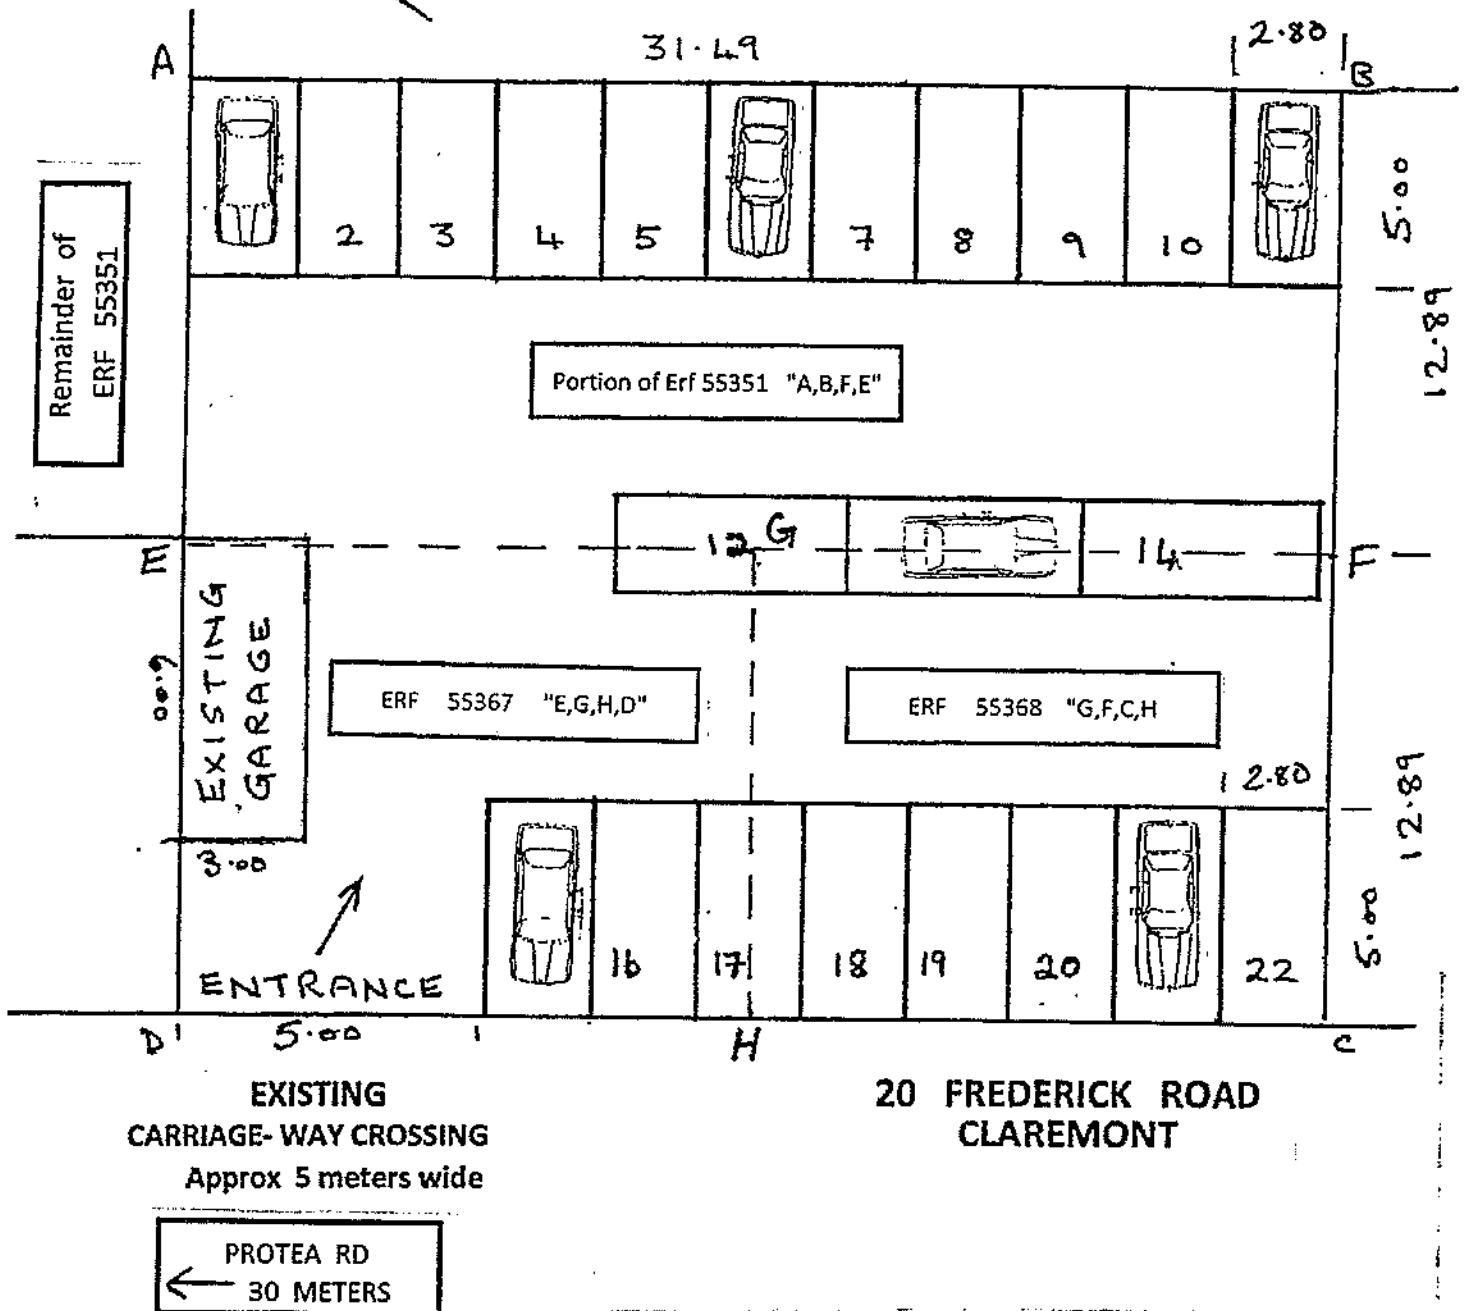 A
31.49
2.80
B
2
3
4
5
7
8
9
10
5.00
12.89
Remainder of
ERF 55351
Portion of Erf 55351 "A,B,F,E"
E
12
G
14
F
EXISTING
GARAGE
6.00
3.00
ERF 55367 "E,G,H,D"
ERF 55368 "G,F,C,H
2.80
12.89
5.00
16
17
18
19
20
22
ENTRANCE
D
5.00
H
C
EXISTING
CARRIAGE- WAY CROSSING
Approx 5 meters wide
20 FREDERICK ROAD
CLAREMONT
PROTEA RD
30 METERS